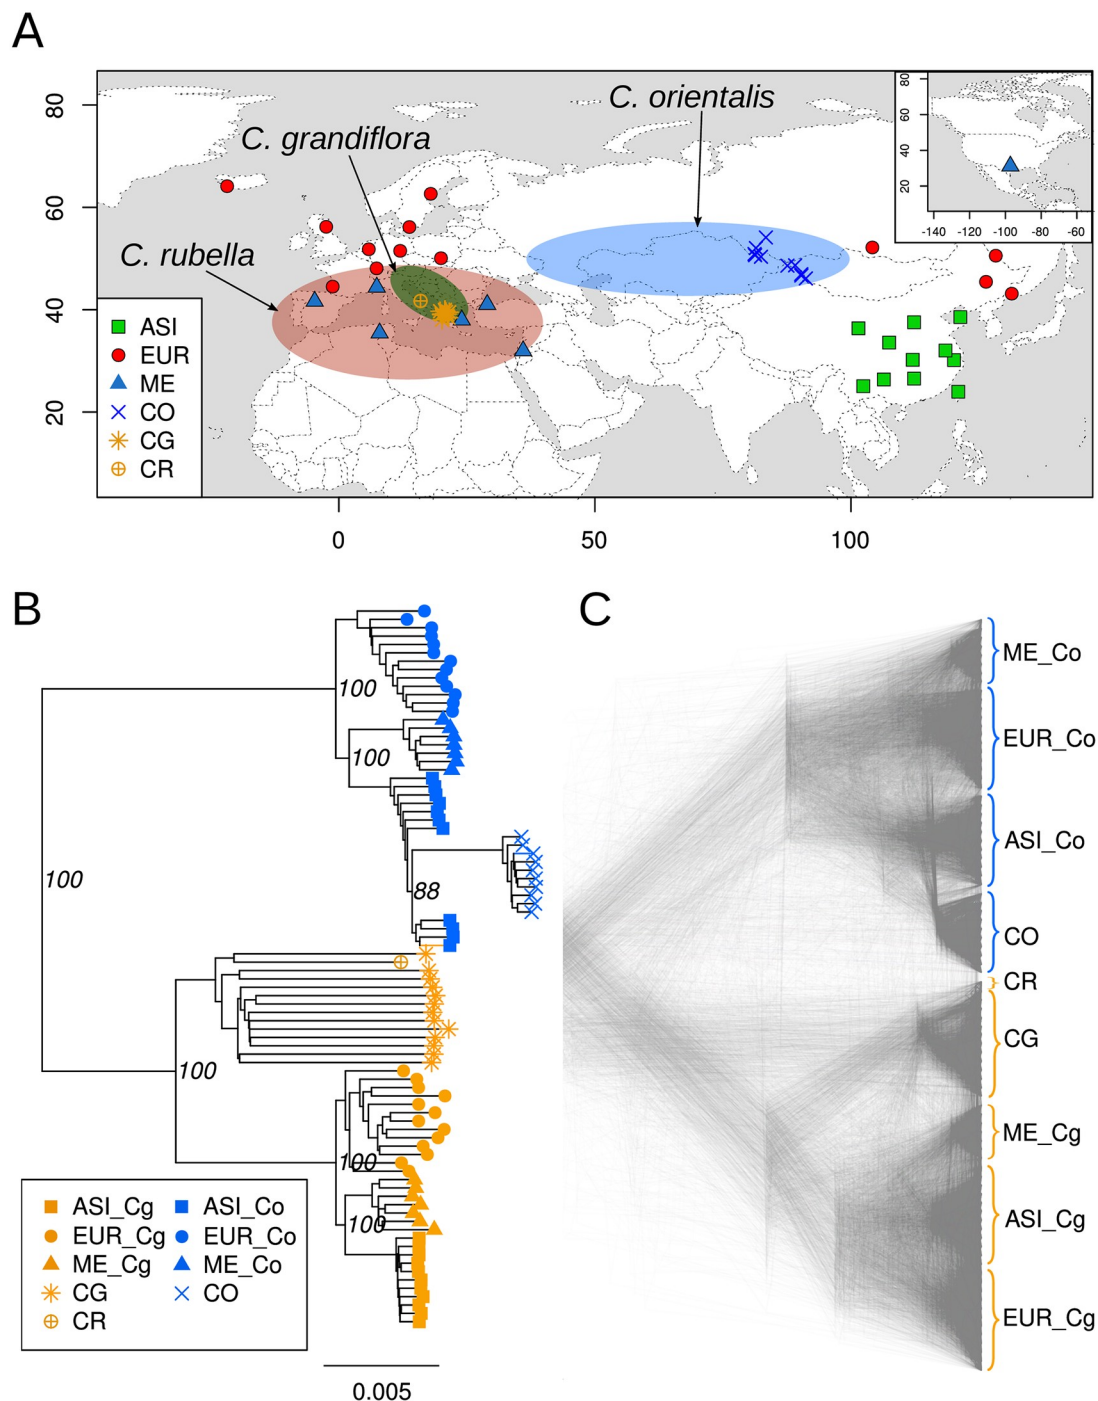 A
C. orientalis
C. grandiflora
C. rubella
80
60
40
20
80
60
40
20
-140 -120 -100 -80 -60
ASI
EUR
ME
CO
CG
CR
0 50 100
B
100
100
100
88
100
100
100
ASI_Cg ASI_Co
EUR_Cg EUR_Co
ME_Cg ME_Co
CG CO
CR
0.005
C
ME_Co
EUR_Co
ASI_Co
CO
CR
CG
ME_Cg
ASI_Cg
EUR_Cg